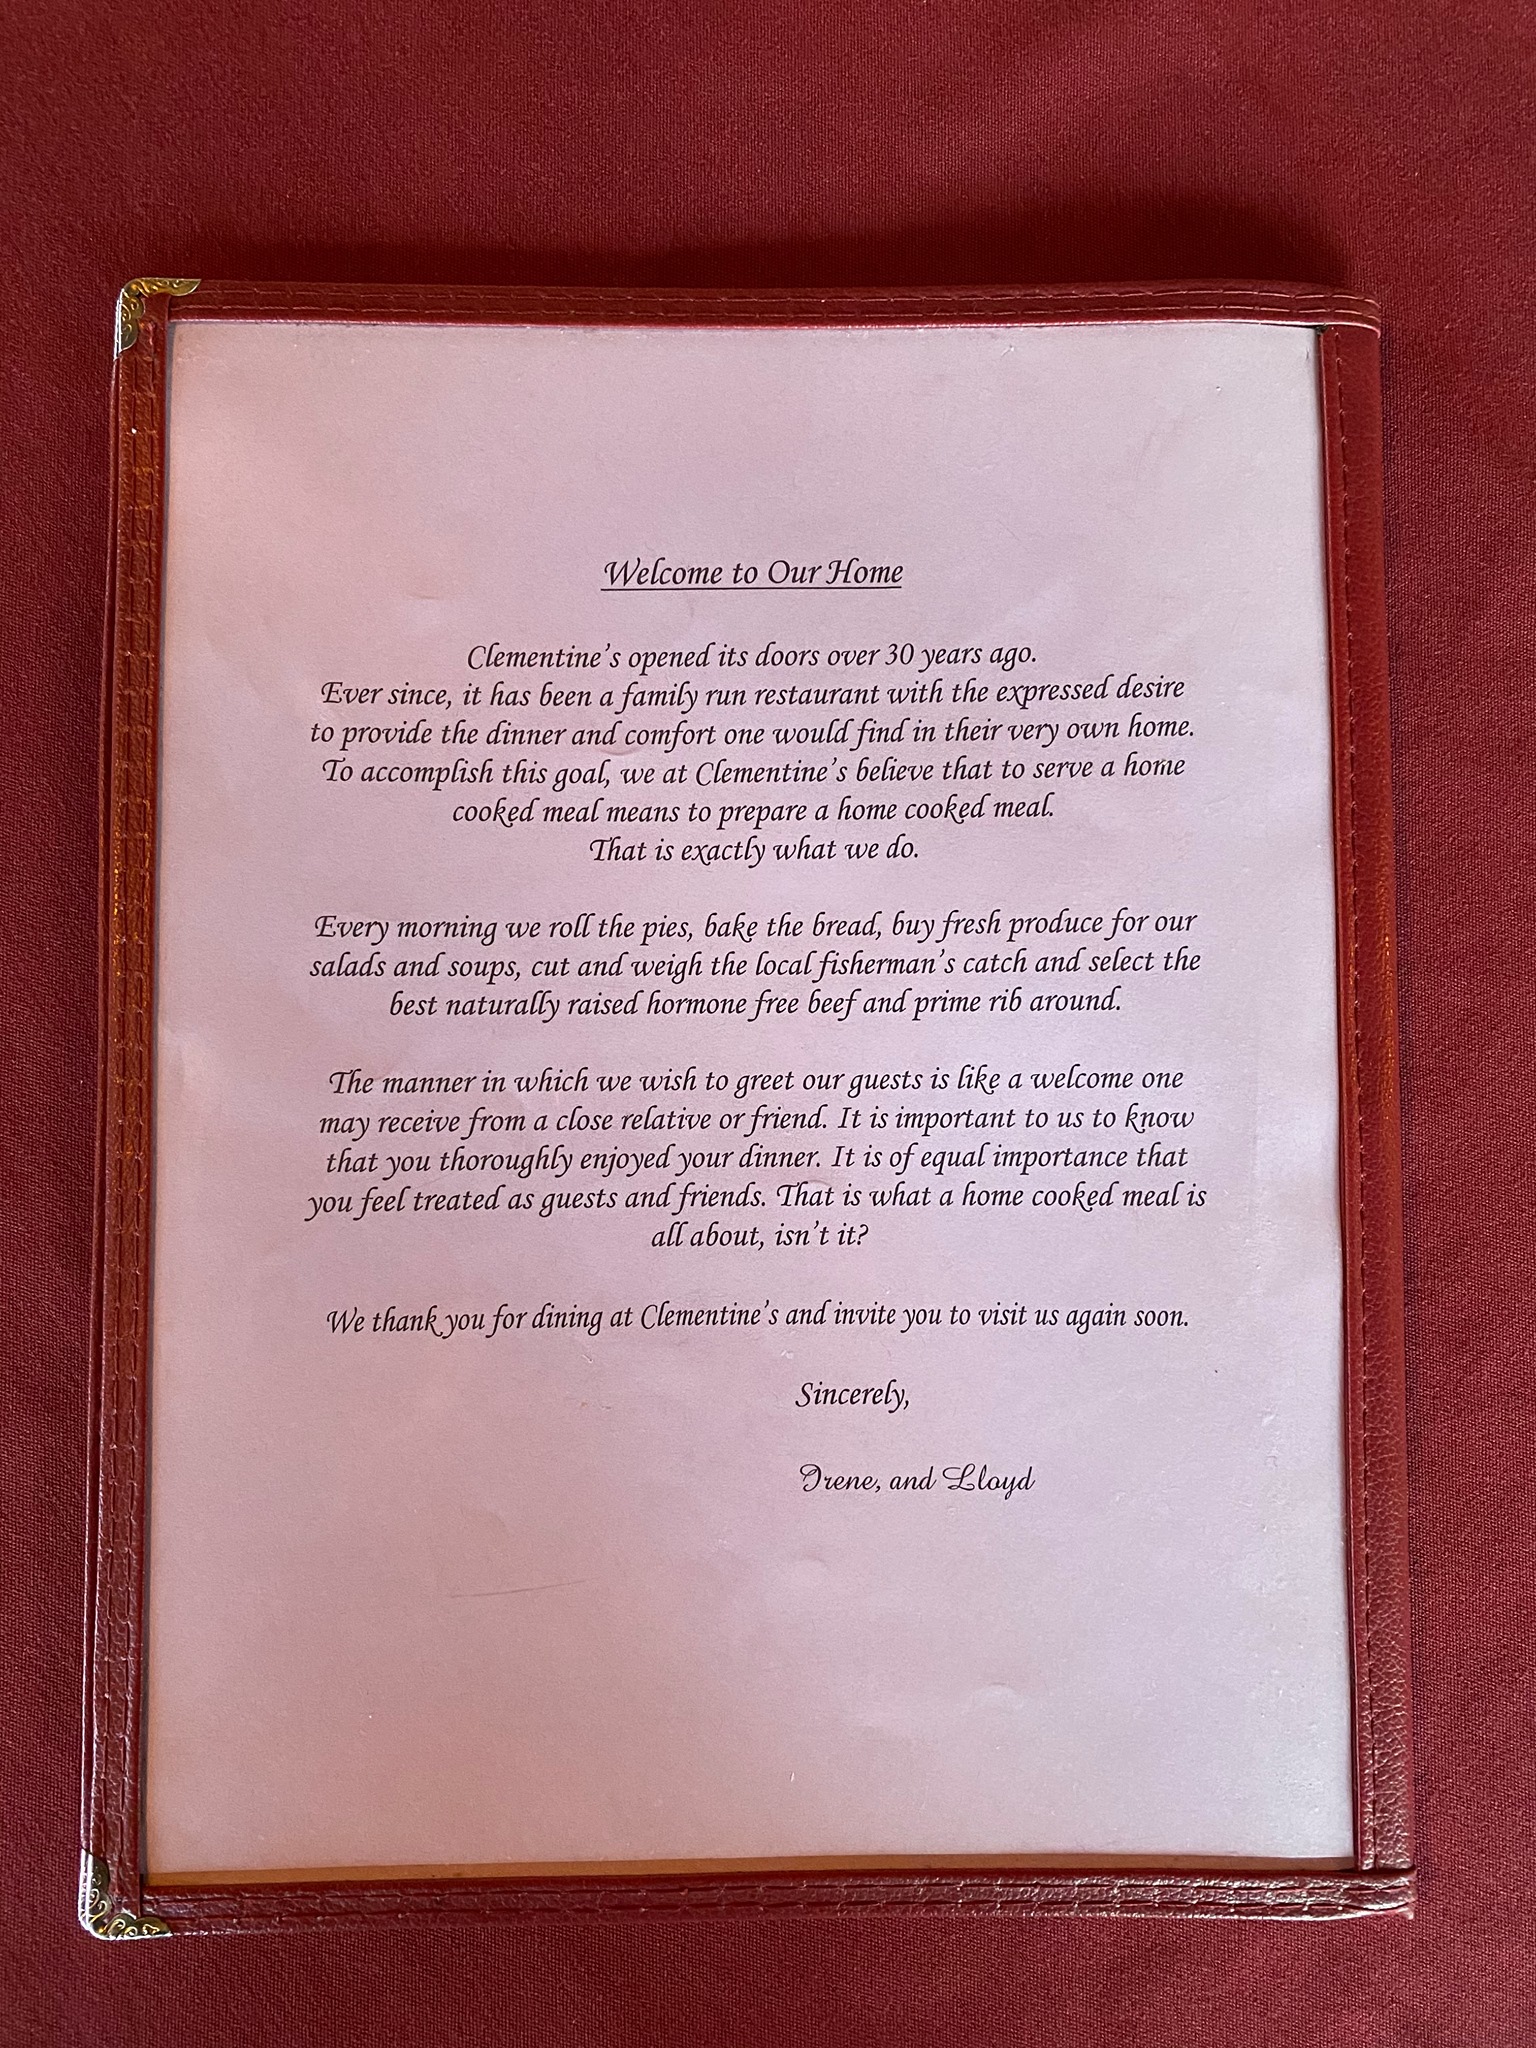 Welcome to Our Home
Clementine's opened its doors over 30 years ago.
Ever since, it has been a family run restaurant with the expressed desire
to provide the dinner and comfort one would find in their very own home.
To accomplish this goal, we at Clementine's believe that to serve a home
cooked meal means to prepare a home cooked meal.
That is exactly what we do.
Every morning we roll the pies, bake the bread, buy fresh produce for our
salads and soups, cut and weigh the local fisherman's catch and select the
best naturally raised hormone free beef and prime rib around.
The manner in which we wish to greet our guests is like a welcome one
may receive from a close relative or friend. It is important to us to know
that you thoroughly enjoyed your dinner. It is of equal importance that
you feel treated as guests and friends. That is what a home cooked meal is
all about, isn't it?
We thank you for dining at Clementine's and invite you to visit us again soon.
Sincerely,
Irene, and Lloyd